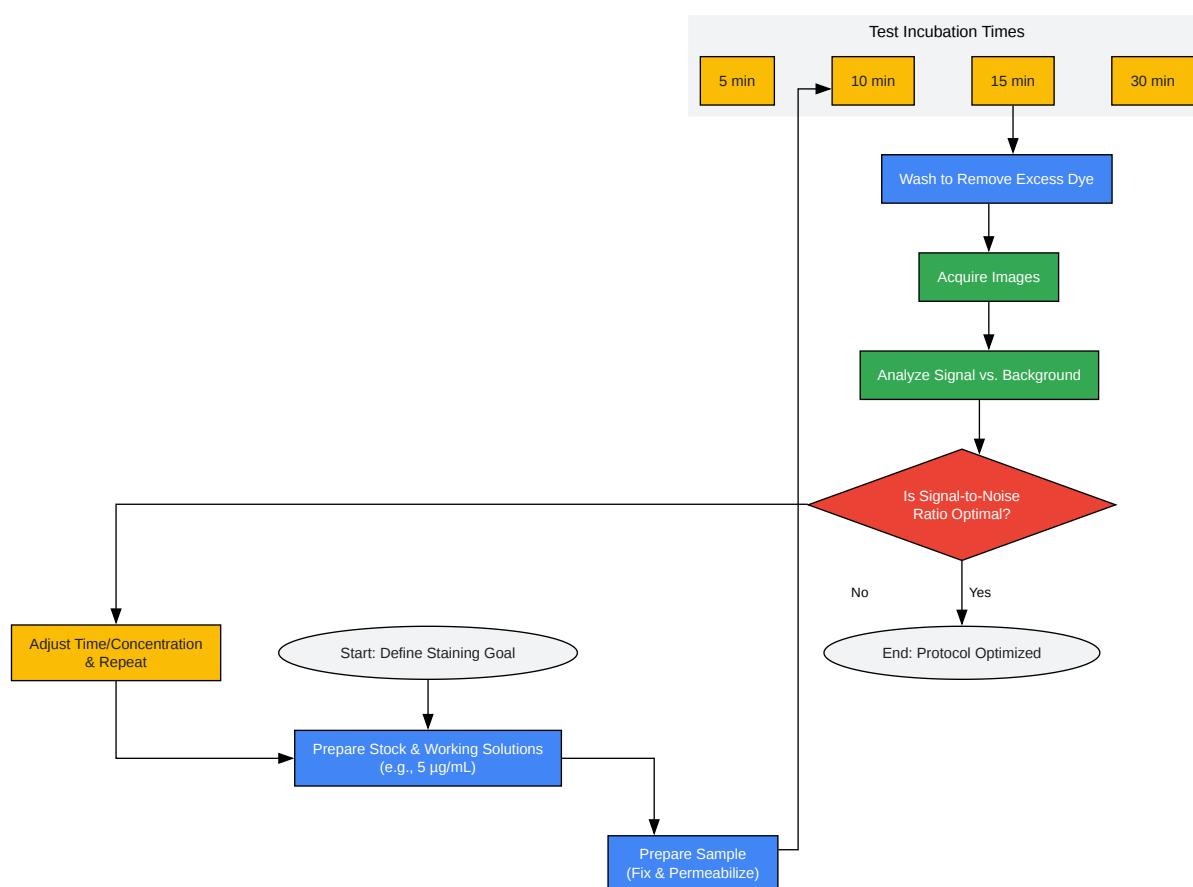 Test Incubation Times
5 min
10 min
15 min
30 min
Wash to Remove Excess Dye
Acquire Images
Analyze Signal vs. Background
Is Signal-to-Noise
Ratio Optimal?
No
Yes
Adjust Time/Concentration
& Repeat
Start: Define Staining Goal
End: Protocol Optimized
Prepare Stock & Working Solutions
(e.g., 5 µg/mL)
Prepare Sample
(Fix & Permeabilize)